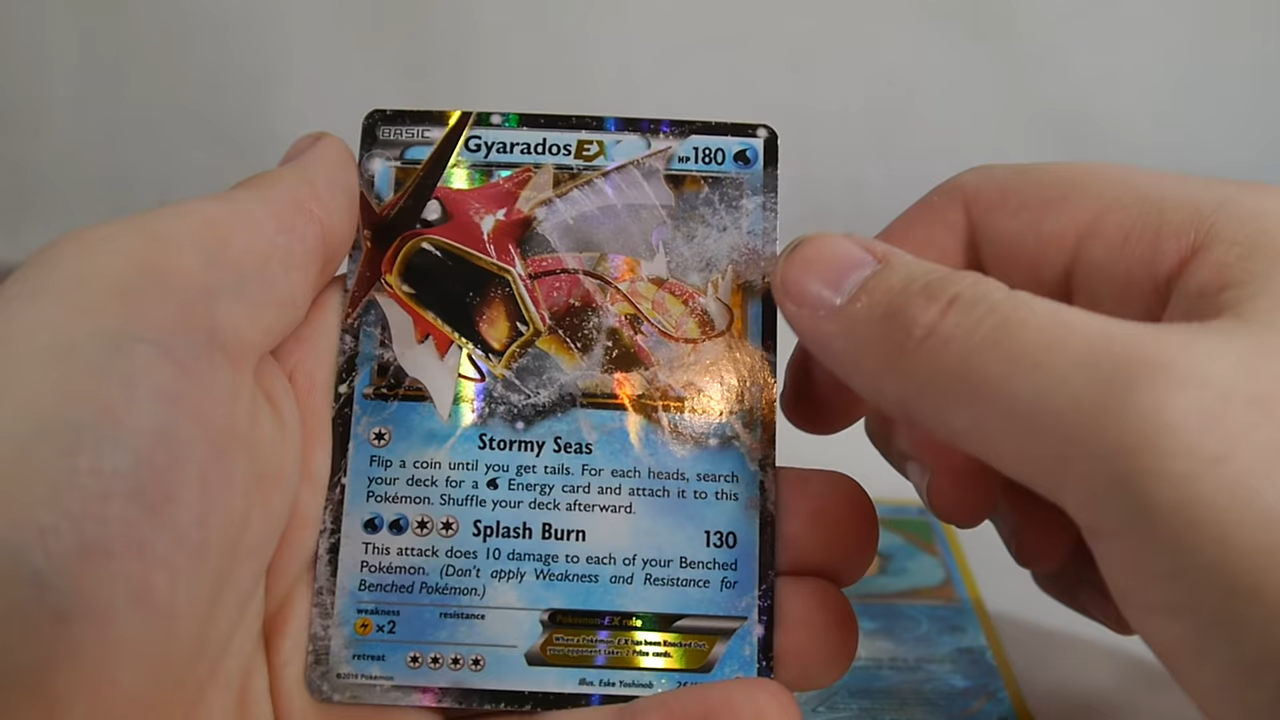 BASIC
Gyarados EX
HP 180
Stormy Seas
Flip a coin until you get tails. For each heads, search
your deck for a Energy card and attach it to this
Pokémon. Shuffle your deck afterward.
Splash Burn 130
This attack does 10 damage to each of your Benched
Pokémon. (Don't apply Weakness and Resistance for
Benched Pokémon.)
weakness resistance
×2
Pokémon-EX rule
When a Pokémon-EX has been Knocked Out,
your opponent takes 2 Prize cards.
retreat
©2016 Pokémon
Illus. Eske Yoshinob